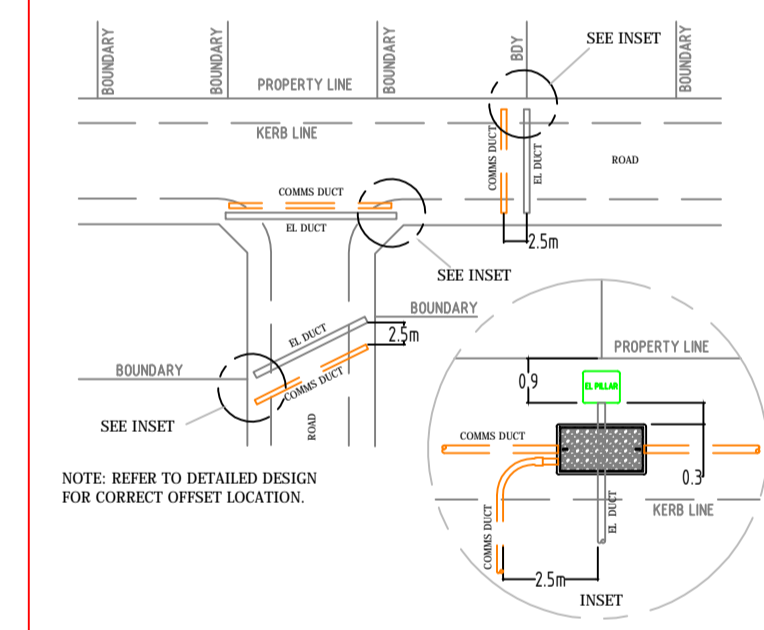 BOUNDARY
BOUNDARY
BOUNDARY
BDY
BOUNDARY
SEE INSET
PROPERTY LINE
KERB LINE
COMMS DUCT
EL DUCT
ROAD
COMMS DUCT
EL DUCT
2.5m
SEE INSET
BOUNDARY
EL DUCT
2.5m
COMMS DUCT
BOUNDARY
SEE INSET
ROAD
NOTE: REFER TO DETAILED DESIGN
FOR CORRECT OFFSET LOCATION.
PROPERTY LINE
0,9
EL PILLAR
COMMS DUCT
0.3
KERB LINE
COMMS DUCT
EL DUCT
2.5m
INSET